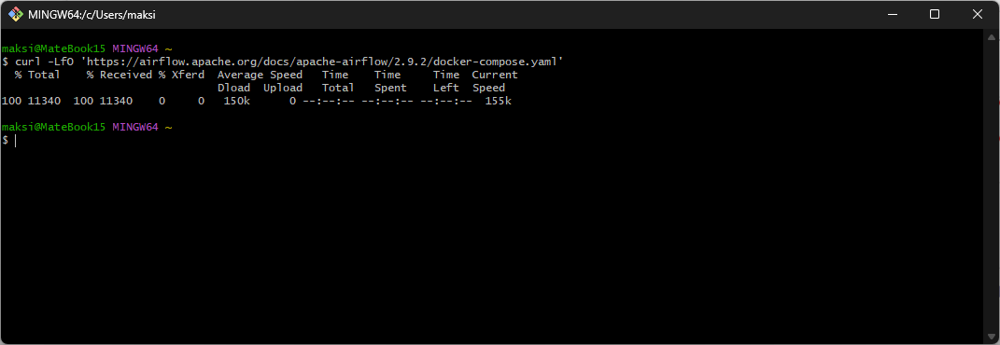 MINGW64:/c/Users/maksi
maksi@MateBook15 MINGW64 ~
$ curl -LfO 'https://airflow.apache.org/docs/apache-airflow/2.9.2/docker-compose.yaml'
  % Total    % Received % Xferd  Average Speed   Time    Time     Time  Current
                                 Dload  Upload   Total   Spent    Left  Speed
100 11340  100 11340    0     0   150k      0 --:--:-- --:--:-- --:--:--  155k
maksi@MateBook15 MINGW64 ~
$